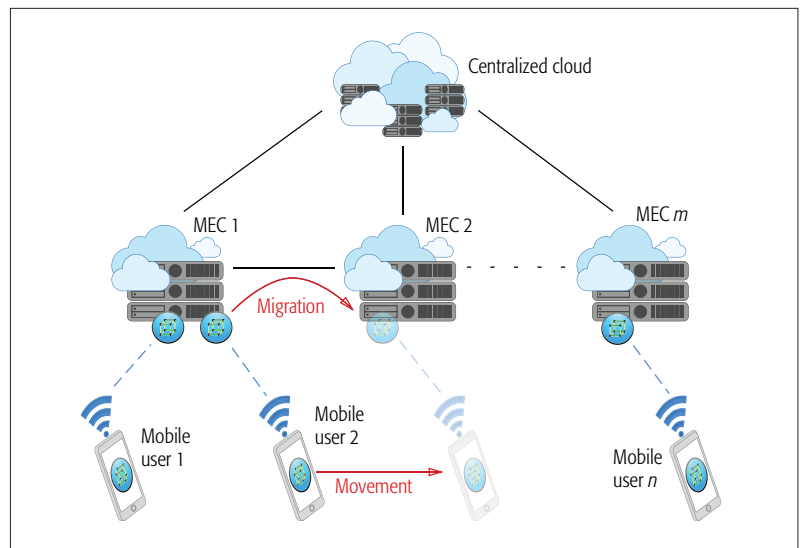 Centralized cloud
MEC 1
MEC 2
MEC m
Migration
Mobile
user 1
Mobile
user 2
Movement
Mobile
user n